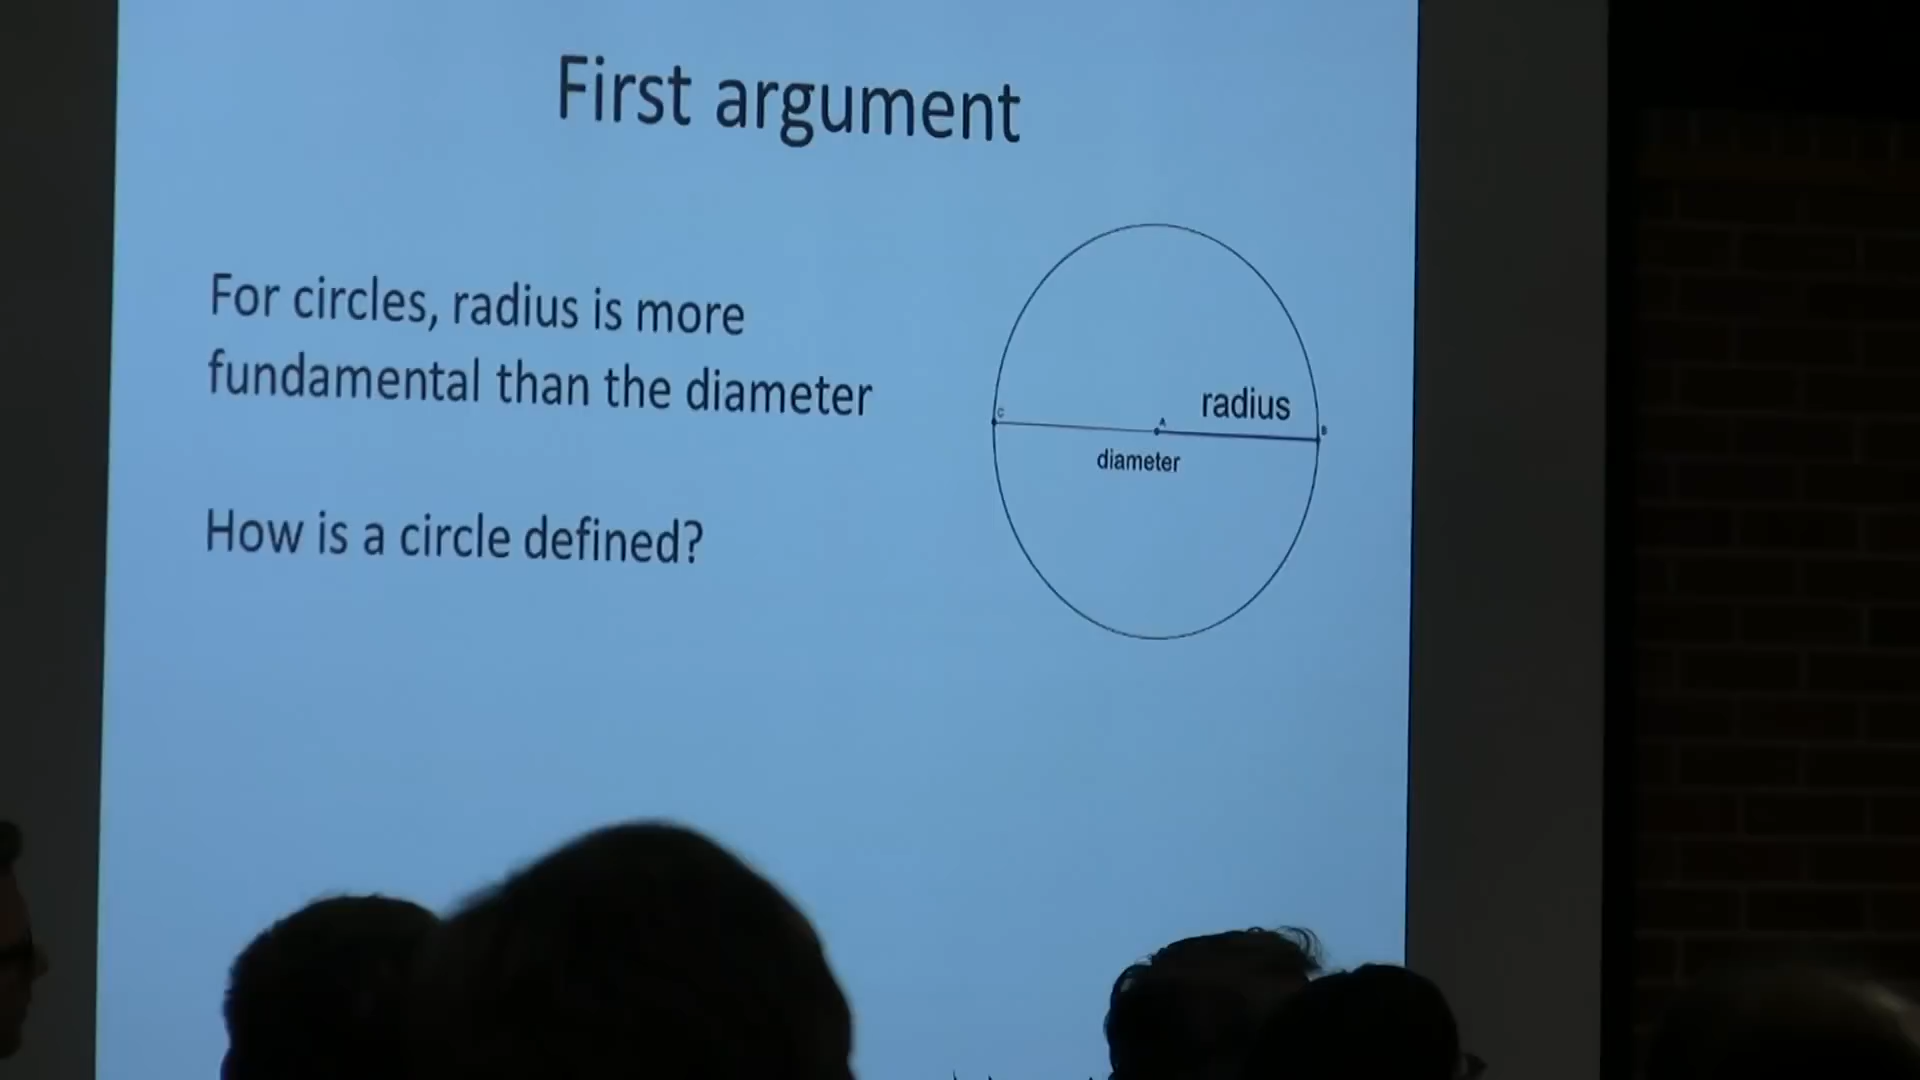 First argument
For circles, radius is more
fundamental than the diameter
How is a circle defined?
C
A
radius
B
diameter